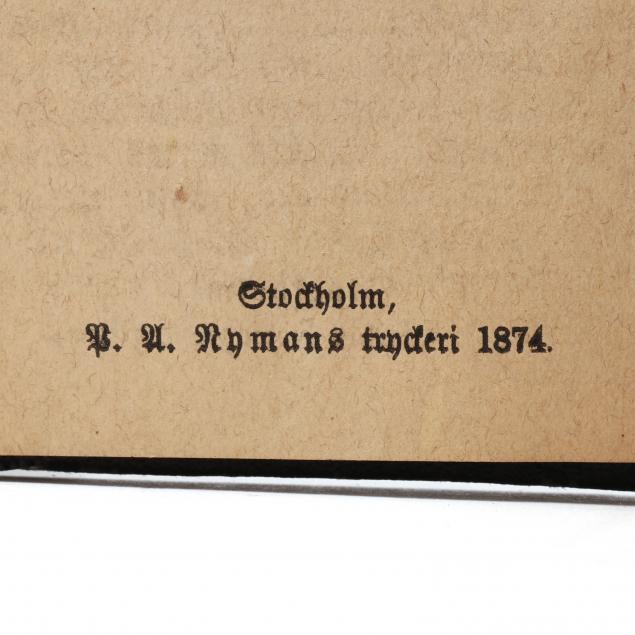 Stockholm,
P. A. Nymans tryckeri 1874.